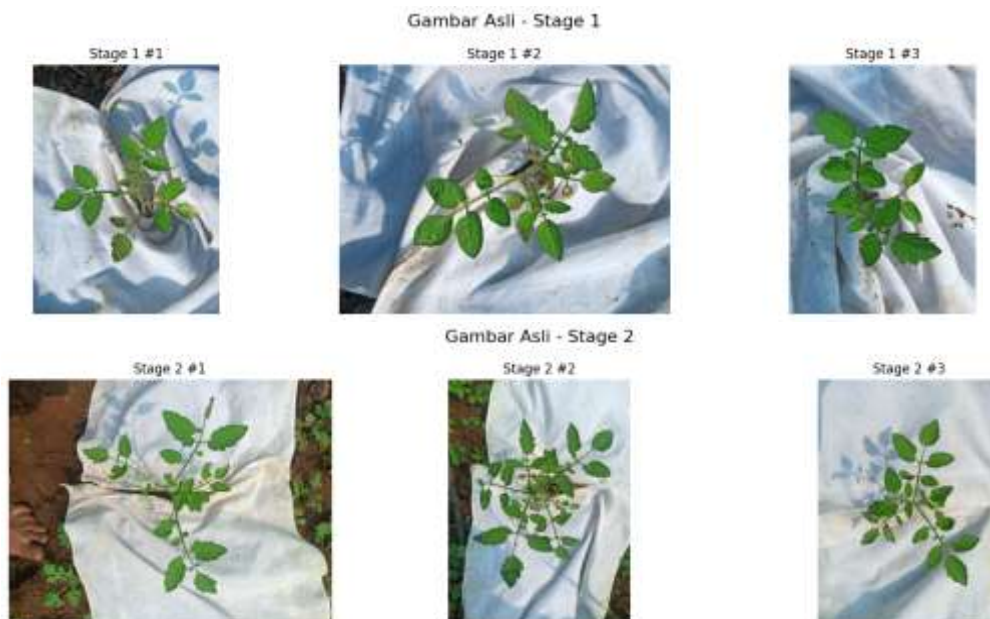 Gambar Asli - Stage 1
Stage 1 #1
Stage 1 #2
Stage 1 #3
Gambar Asli - Stage 2
Stage 2 #1
Stage 2 #2
Stage 2 #3